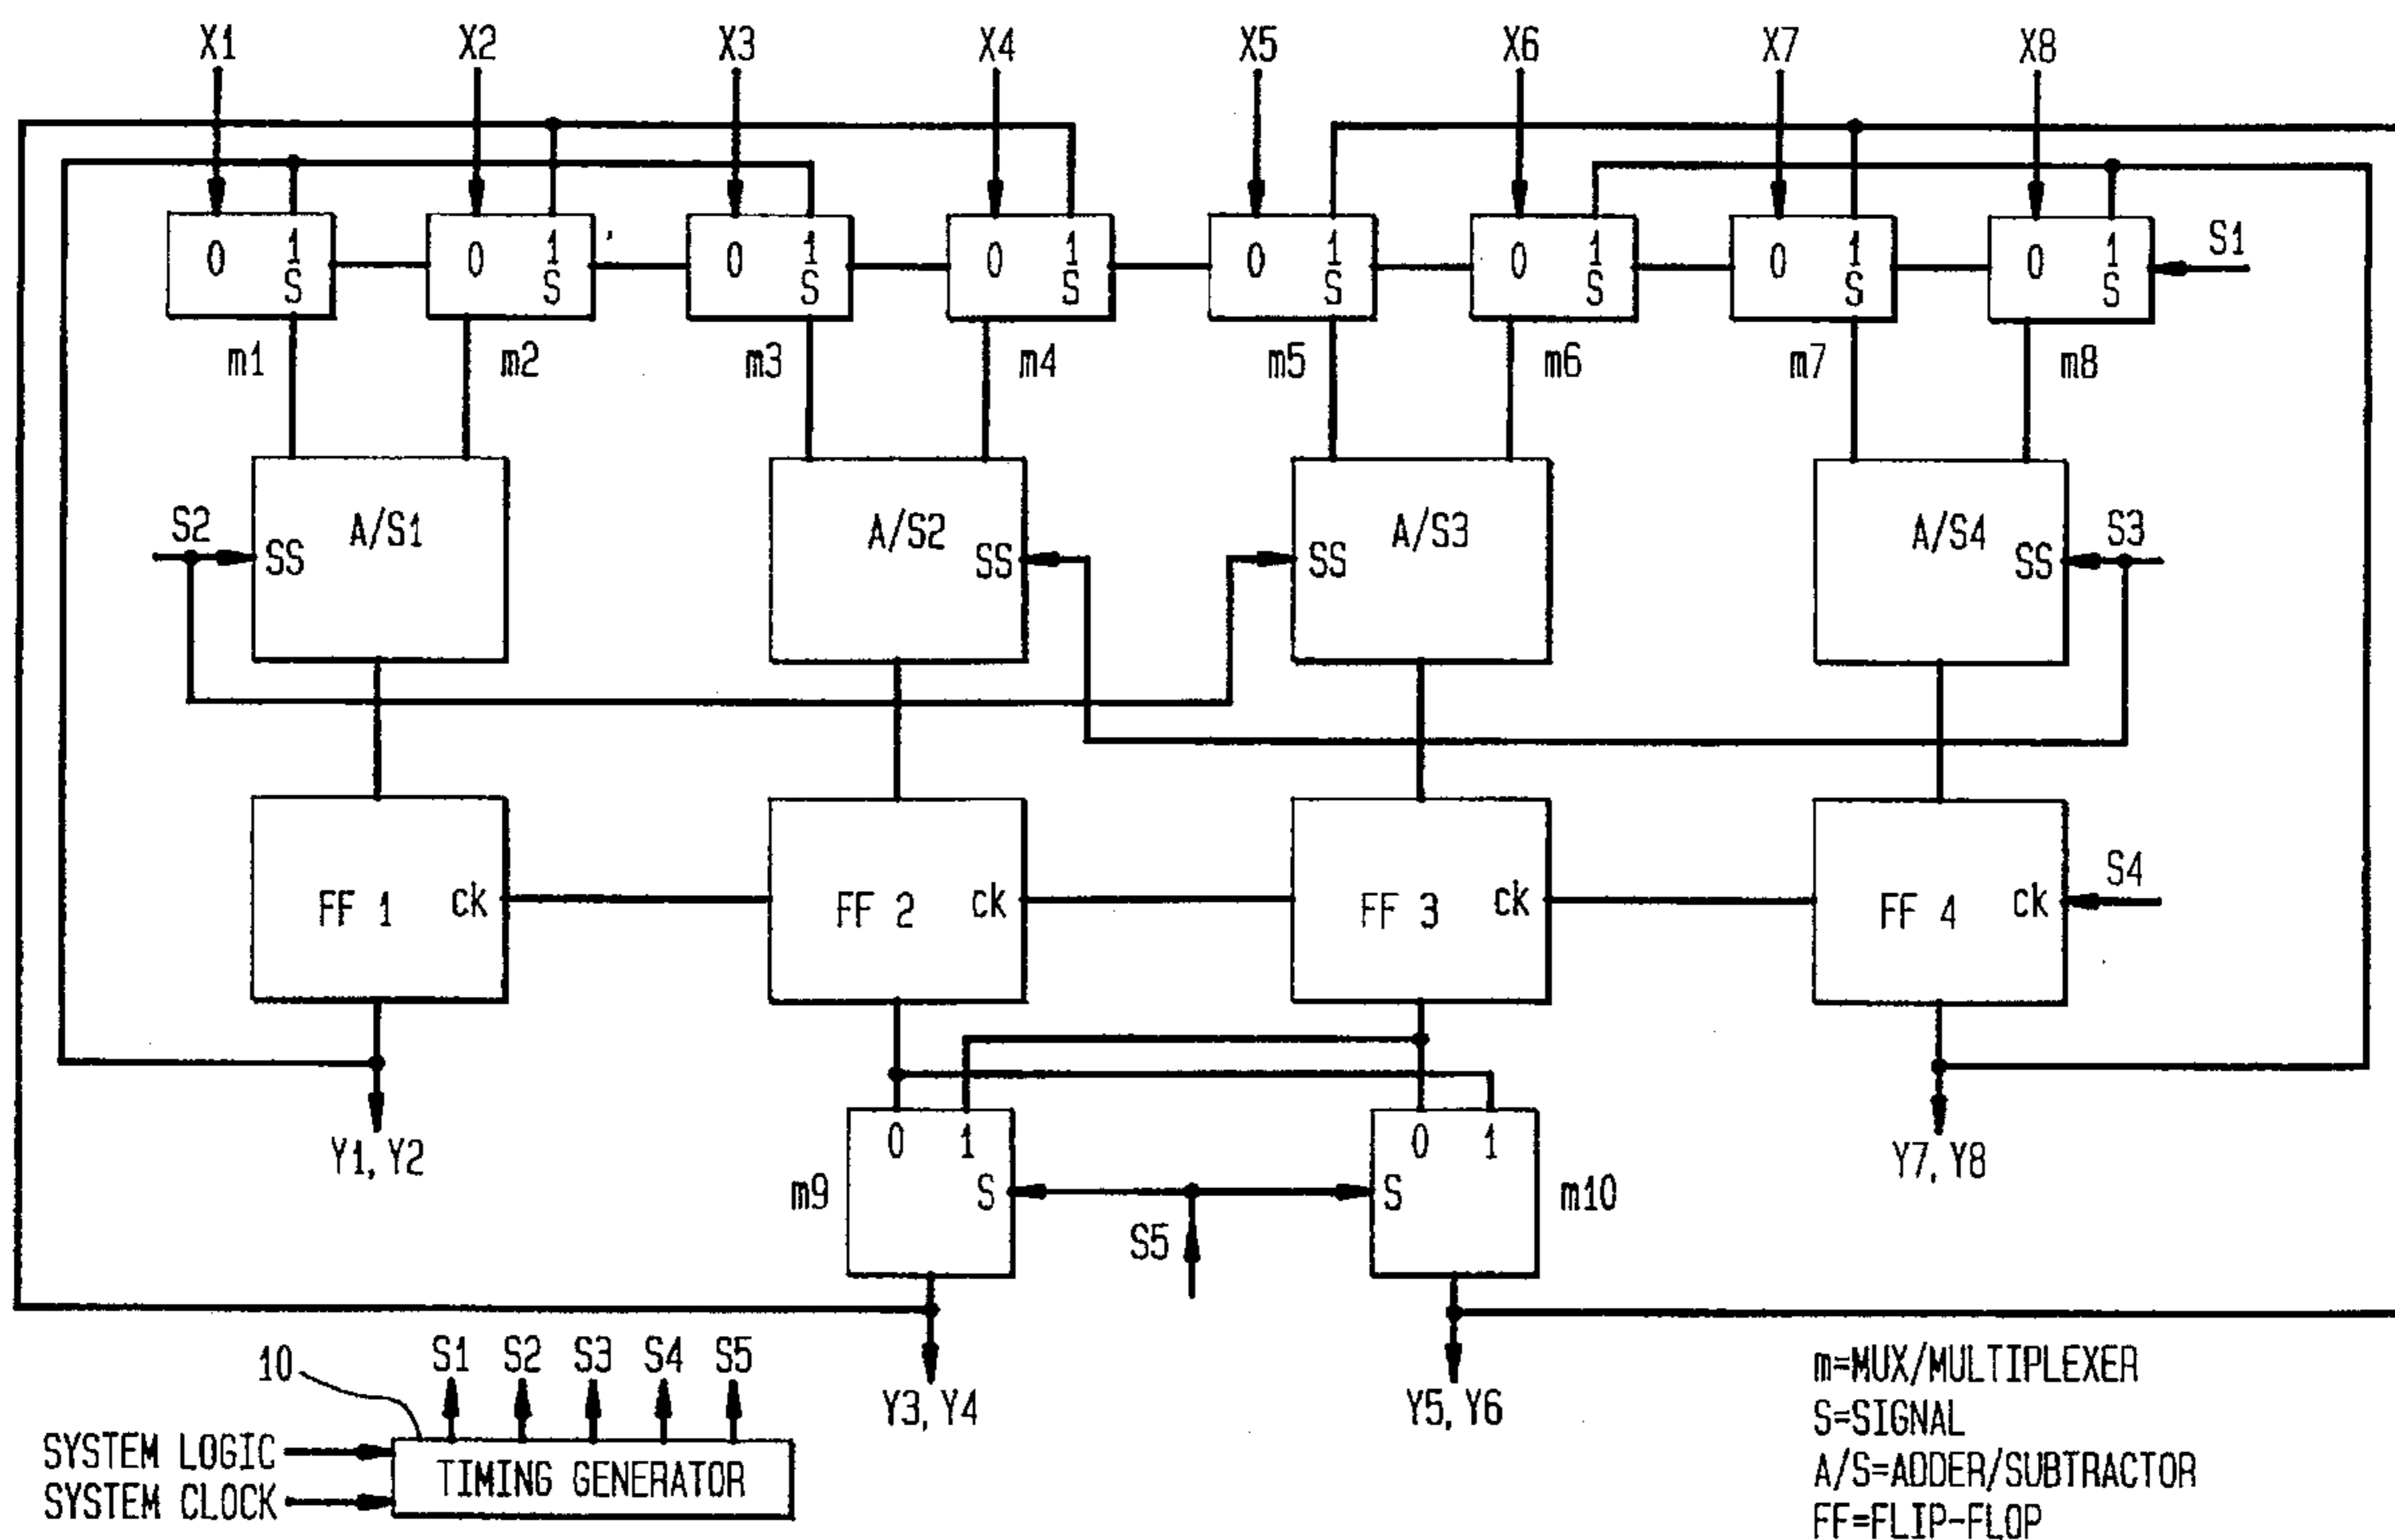 X1 X2 X3 X4 X5 X6 X7 X8
0 1 0 1 0 1 0 1 0 1 0 1 0 1 0 1 S1
S S S S S S S S
m1 m2 m3 m4 m5 m6 m7 m8
S2 A/S1 A/S2 A/S3 A/S4 S3
SS SS SS SS
FF 1 ck FF 2 ck FF 3 ck FF 4 ck S4
Y1, Y2 0 1 0 1 Y7, Y8
m9 S S m10
S5
10 S1 S2 S3 S4 S5
Y3, Y4 Y5, Y6
SYSTEM LOGIC
SYSTEM CLOCK
TIMING GENERATOR
m=MUX/MULTIPLEXER
S=SIGNAL
A/S=ADDER/SUBTRACTOR
FF=FLIP-FLOP